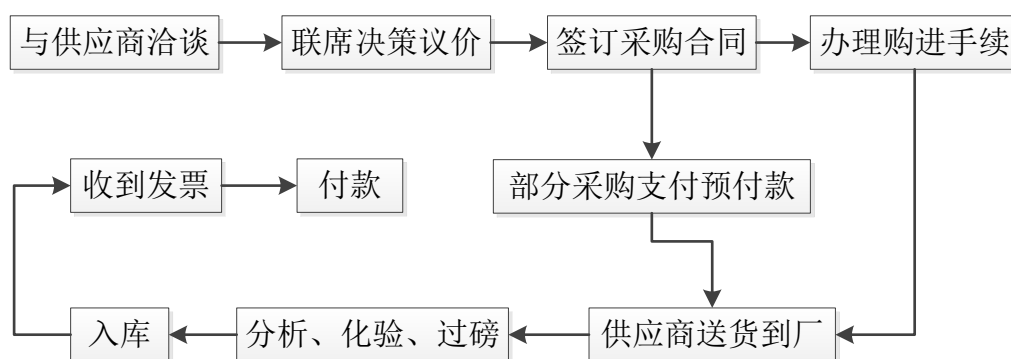 与供应商洽谈
联席决策议价
签订采购合同
办理购进手续
收到发票
付款
部分采购支付预付款
入库
分析、化验、过磅
供应商送货到厂